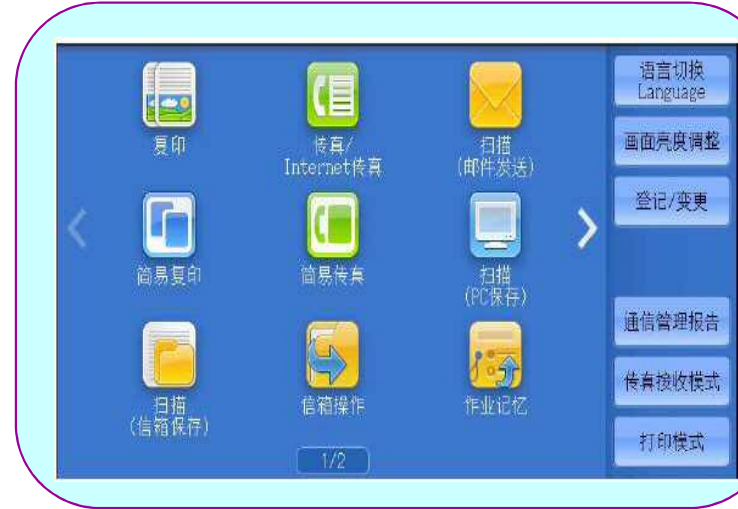 复印
传真/
Internet传真
扫描
(邮件发送)
简易复印
简易传真
扫描
(PC保存)
扫描
(信箱保存)
信箱操作
作业记忆
1/2
语言切换
Language
画面亮度调整
登记/变更
通信管理报告
传真接收模式
打印模式